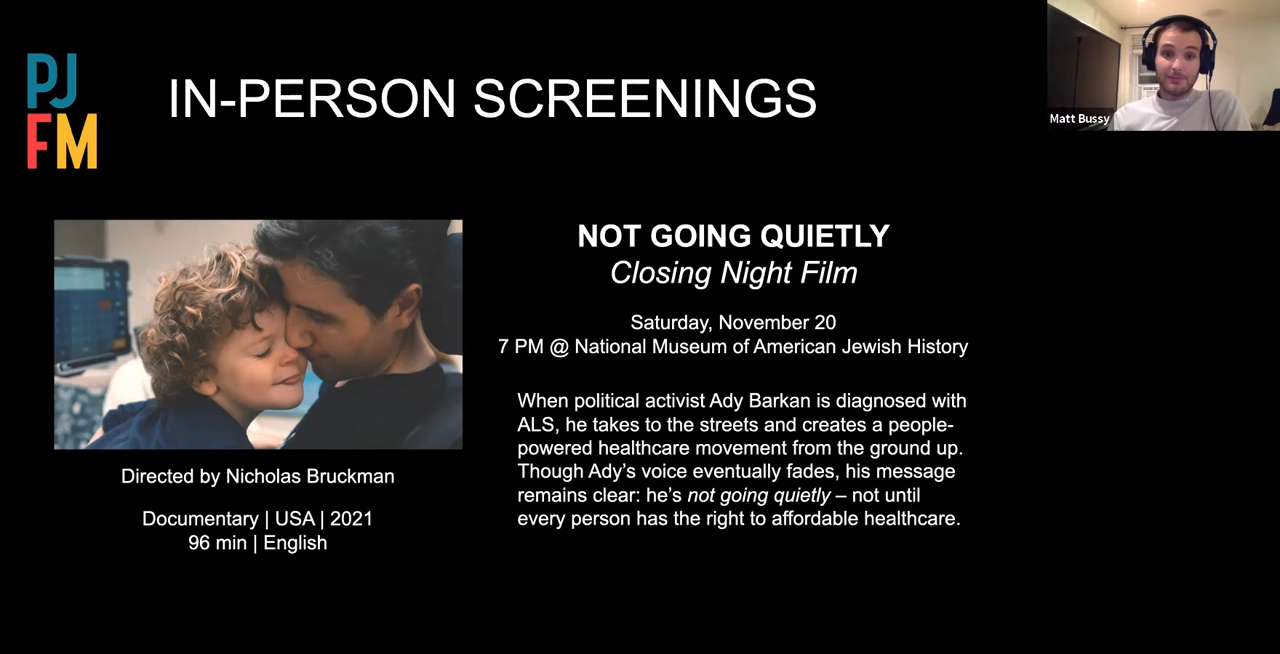 PJ
FM
IN-PERSON SCREENINGS
Matt Bussy
NOT GOING QUIETLY
Closing Night Film
Saturday, November 20
7 PM @ National Museum of American Jewish History
When political activist Ady Barkan is diagnosed with
ALS, he takes to the streets and creates a people-
powered healthcare movement from the ground up.
Though Ady’s voice eventually fades, his message
remains clear: he’s not going quietly – not until
every person has the right to affordable healthcare.
Directed by Nicholas Bruckman
Documentary | USA | 2021
96 min | English